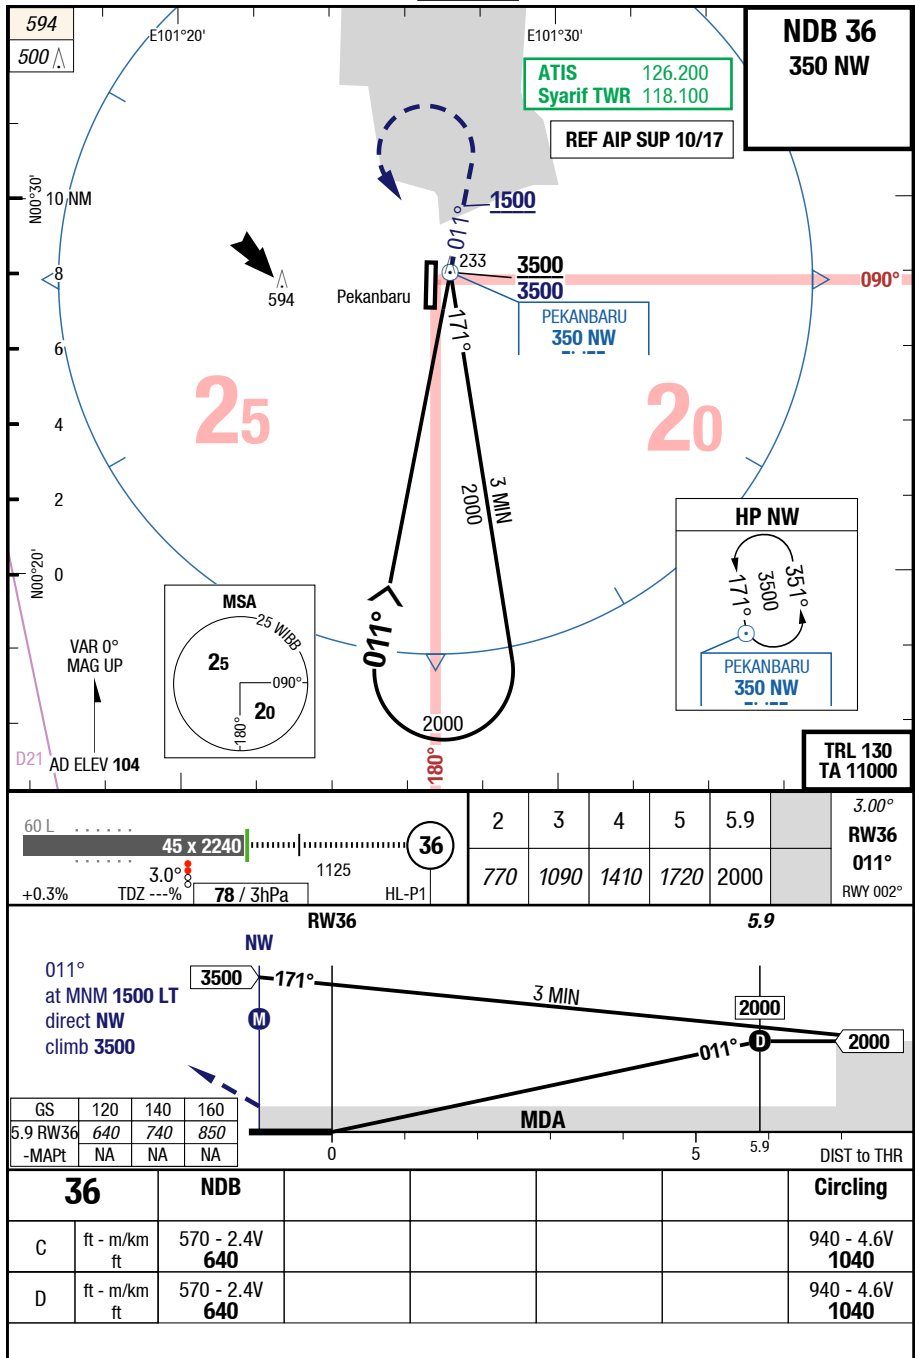 594
500
E101°20'
E101°30'
NDB 36
350 NW
ATIS 126.200
Syarif TWR 118.100
REF AIP SUP 10/17
N00°30'
10 NM
1500
011°
233
3500
3500
8
594
Pekanbaru
090°
PEKANBARU
350 NW
171°
6
25
20
4
3 MIN
2000
2
HP NW
171°
3500
351°
PEKANBARU
350 NW
N00°20'
0
MSA
25 WIBB
25
090°
20
180°
011°
VAR 0°
MAG UP
2000
180°
D21
AD ELEV 104
TRL 130
TA 11000
60 L
45 x 2240
36
3.0°
1125
+0.3%
TDZ ---%
78 / 3hPa
HL-P1
2 3 4 5 5.9
770 1090 1410 1720 2000
3.00°
RW36
011°
RWY 002°
RW36
5.9
NW
011°
at MNM 1500 LT
direct NW
climb 3500
3500
171°
3 MIN
M
2000
011°
D
2000
MDA
0
5
5.9
DIST to THR
GS 120 140 160
5.9 RW36 640 740 850
-MAPt NA NA NA
36 NDB Circling
C ft - m/km 570 - 2.4V 940 - 4.6V
ft 640 1040
D ft - m/km 570 - 2.4V 940 - 4.6V
ft 640 1040